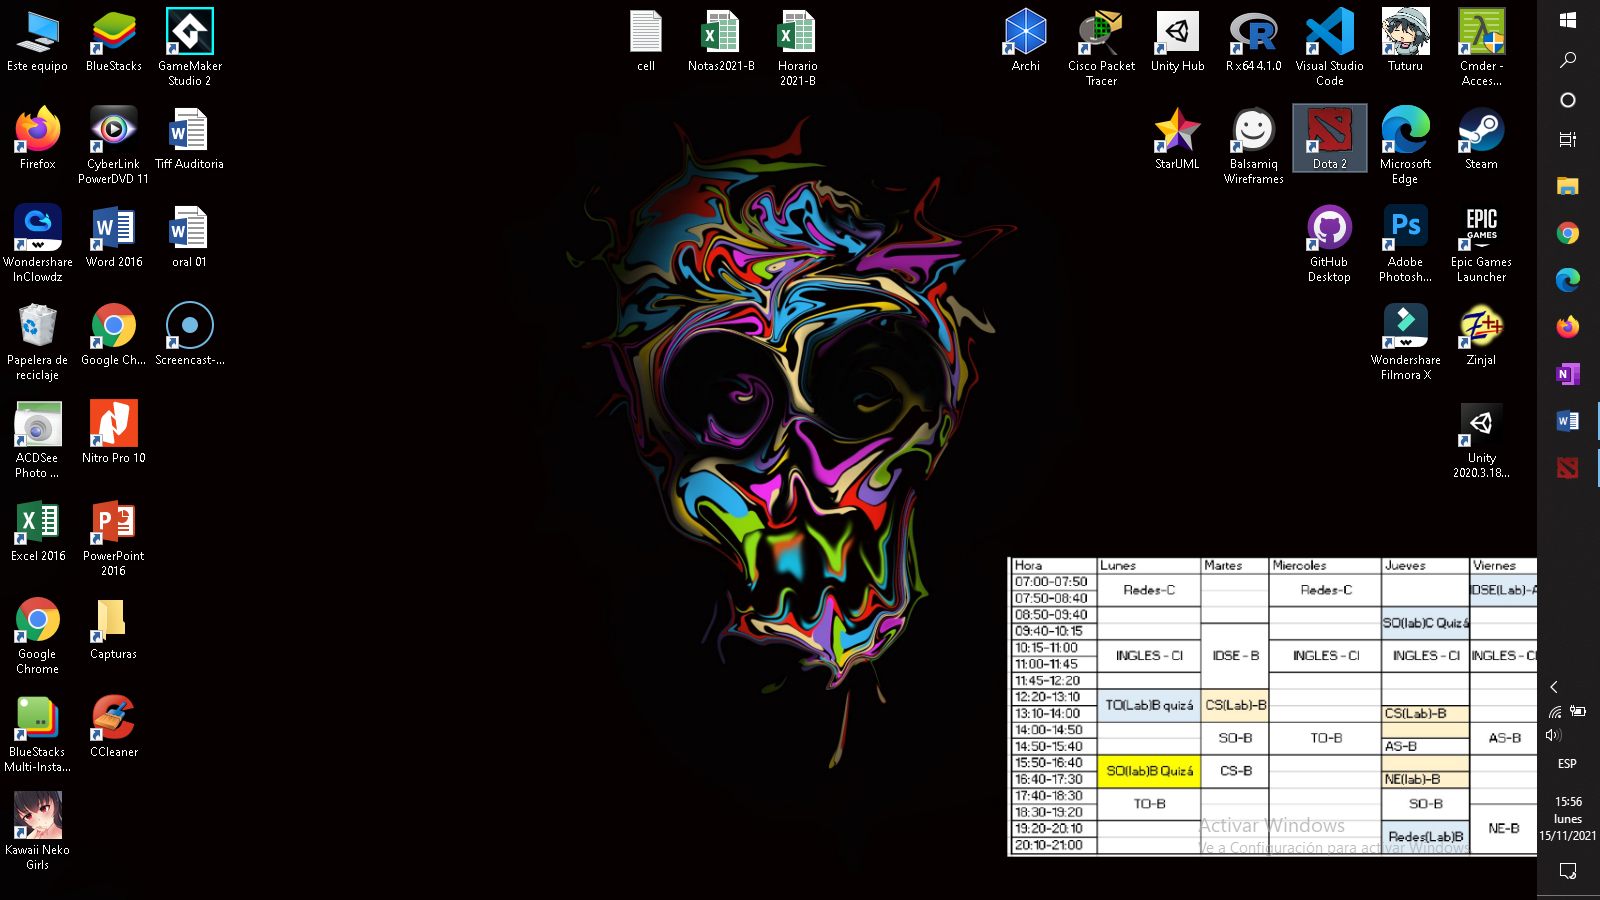 Este equipo
BlueStacks
GameMaker
Studio 2
cell
Notas2021-B
Horario
2021-B
Archi
Cisco Packet
Tracer
Unity Hub
R x64 4.1.0
Visual Studio
Code
Tuturu
Cmder -
Acces...
Firefox
CyberLink
PowerDVD 11
Tiff Auditoria
StarUML
Balsamiq
Wireframes
Dota 2
Microsoft
Edge
Steam
Wondershare
InClowdz
Word 2016
oral 01
GitHub
Desktop
Ps
Adobe
Photosh...
EPIC
GAMES
Epic Games
Launcher
Papelera de
reciclaje
Google Ch...
Screencast-...
Wondershare
Filmora X
Zinjal
ACDSee
Photo ...
Nitro Pro 10
Unity
2020.3.18...
Excel 2016
PowerPoint
2016
Google
Chrome
Capturas
BlueStacks
Multi-Insta...
CCleaner
Kawaii Neko
Girls
Hora Lunes Martes Miercoles Jueves Viernes
07:00-07:50
Redes-C Redes-C IDSE(Lab)-A
07:50-08:40
08:50-09:40
SO(lab)C Quizá
09:40-10:15
10:15-11:00
INGLES - CI IDSE - B INGLES - CI INGLES - CI INGLES - CI
11:00-11:45
11:45-12:20
12:20-13:10
TO(Lab)B quizá CS(Lab)-B
13:10-14:00 CS(Lab)-B
14:00-14:50
SO-B TO-B AS-B
14:50-15:40 AS-B
15:50-16:40
SO(lab)B Quizá CS-B
16:40-17:30 NE(lab)-B
17:40-18:30
TO-B SO-B
18:30-19:20
19:20-20:10
NE-B
Redes(Lab)B
20:10-21:00
Activar Windows
Ve a Configuración para activar Windows.
ESP
15:56
lunes
15/11/2021